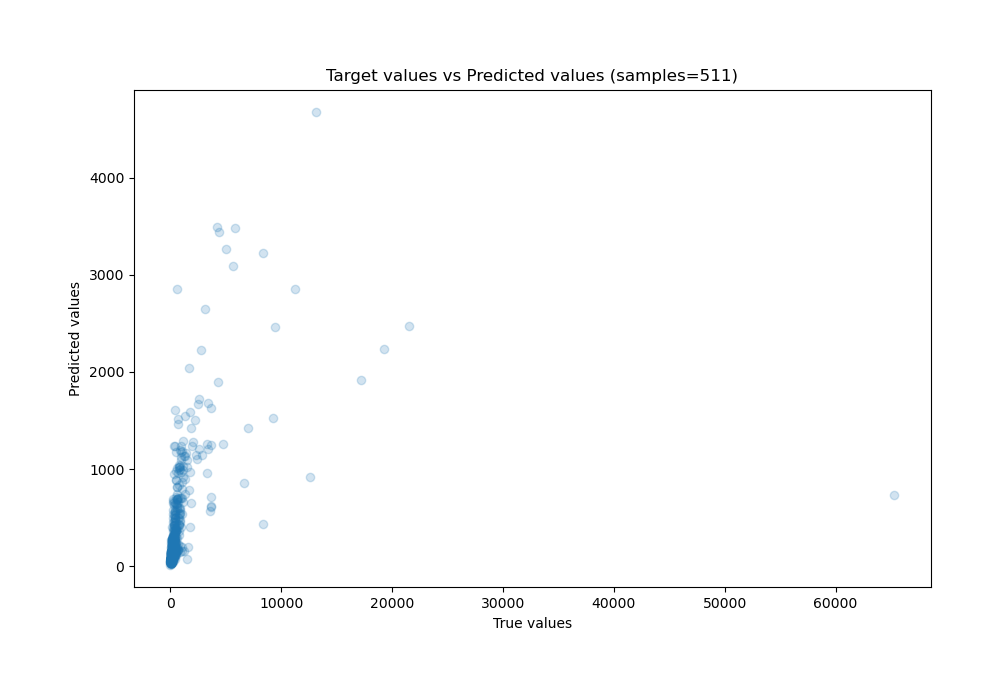 Target values vs Predicted values (samples=511)
Predicted values
4000
3000
2000
1000
0
0 10000 20000 30000 40000 50000 60000
True values